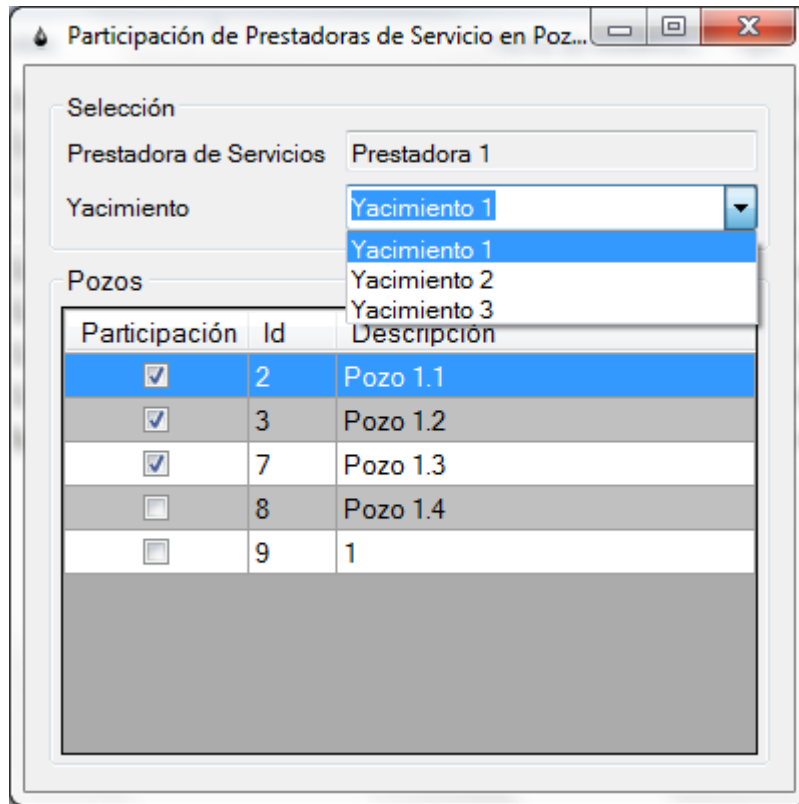 Participación de Prestadoras de Servicio en Poz...
Selección
Prestadora de Servicios Prestadora 1
Yacimiento Yacimiento 1
Yacimiento 1
Yacimiento 2
Yacimiento 3
Pozos
Participación Id Descripción
2 Pozo 1.1
3 Pozo 1.2
7 Pozo 1.3
8 Pozo 1.4
9 1